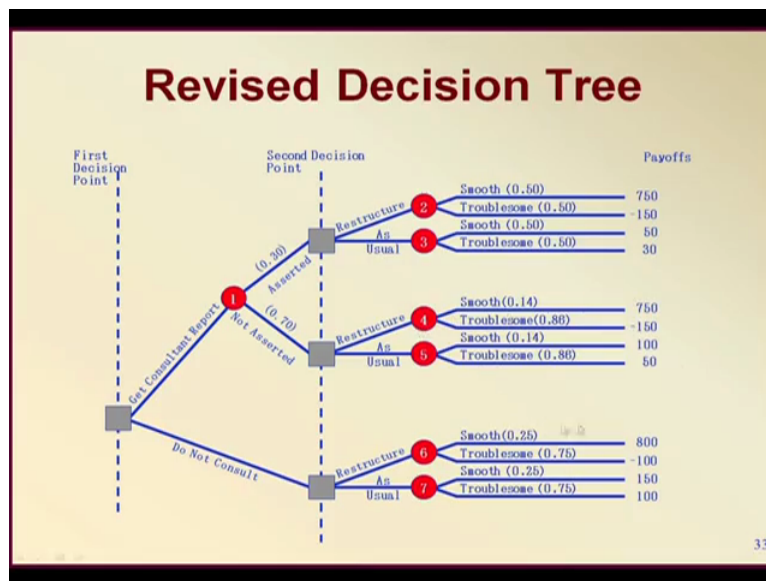 Revised Decision Tree
First
Decision
Point
Second Decision
Point
Payoffs
Get Consultant Report
Do Not Consult
1
(0.30)
Asserted
(0.70)
Not Asserted
Restructure
2
Smooth (0.50)
750
Troublesome (0.50)
-150
As
Usual
3
Smooth (0.50)
50
Troublesome (0.50)
30
Restructure
4
Smooth(0.14)
750
Troublesome(0.86)
-150
As
Usual
5
Smooth (0.14)
100
Troublesome (0.86)
50
Restructure
6
Smooth(0.25)
800
Troublesome (0.75)
-100
As
Usual
7
Smooth (0.25)
150
Troublesome (0.75)
100
33